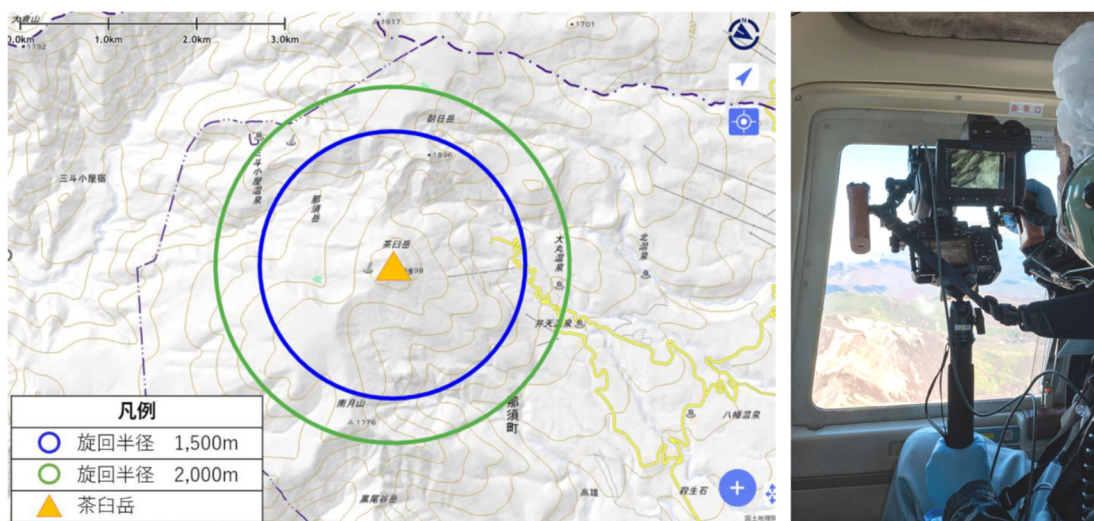 大倉山
1792
0.0km
1.0km
2.0km
3.0km
1917
1701
N
朝日岳
1896
三斗小屋宿
三斗小屋温泉
那須岳
茶臼岳
大丸温泉
北温泉
弁天温泉
南月山
1776
那須町
八幡温泉
黒尾谷岳
高雄
殺生石
国土地理院
凡例
旋回半径 1,500m
旋回半径 2,000m
茶臼岳
非常口